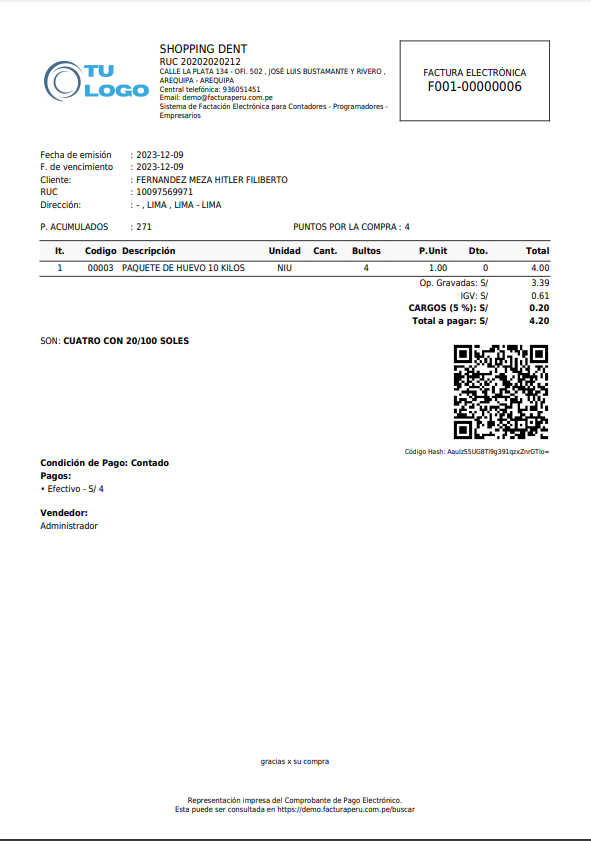 TU
LOGO
SHOPPING DENT
RUC 20202020212
CALLE LA PLATA 134 - OFI. 502 , JOSÉ LUIS BUSTAMANTE Y RIVERO ,
AREQUIPA - AREQUIPA
Central telefónica: 936051451
Email: demo@facturaperu.com.pe
Sistema de Factación Electrónica para Contadores - Programadores -
Empresarios
FACTURA ELECTRÓNICA
F001-00000006
Fecha de emisión : 2023-12-09
F. de vencimiento : 2023-12-09
Cliente: : FERNANDEZ MEZA HITLER FILIBERTO
RUC : 10097569971
Dirección: : - , LIMA , LIMA - LIMA
P. ACUMULADOS : 271 PUNTOS POR LA COMPRA : 4
It. Codigo Descripción Unidad Cant. Bultos P.Unit Dto. Total
1 00003 PAQUETE DE HUEVO 10 KILOS NIU 4 1.00 0 4.00
Op. Gravadas: S/ 3.39
IGV: S/ 0.61
CARGOS (5 %): S/ 0.20
Total a pagar: S/ 4.20
SON: CUATRO CON 20/100 SOLES
Código Hash:
Condición de Pago: Contado
Pagos:
• Efectivo - S/ 4
Vendedor:
Administrador
gracias x su compra
Representación impresa del Comprobante de Pago Electrónico.
Esta puede ser consultada en https://demo.facturaperu.com.pe/buscar